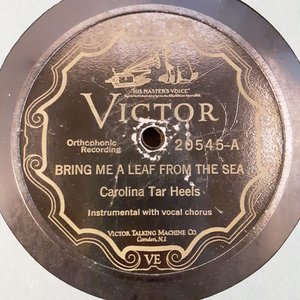 "HIS MASTER'S VOICE"
VICTOR
Orthophonic
Recording
20545-A
BRING ME A LEAF FROM THE SEA
Carolina Tar Heels
Instrumental with vocal chorus
VICTOR TALKING MACHINE CO.
Camden, N.J.
VE